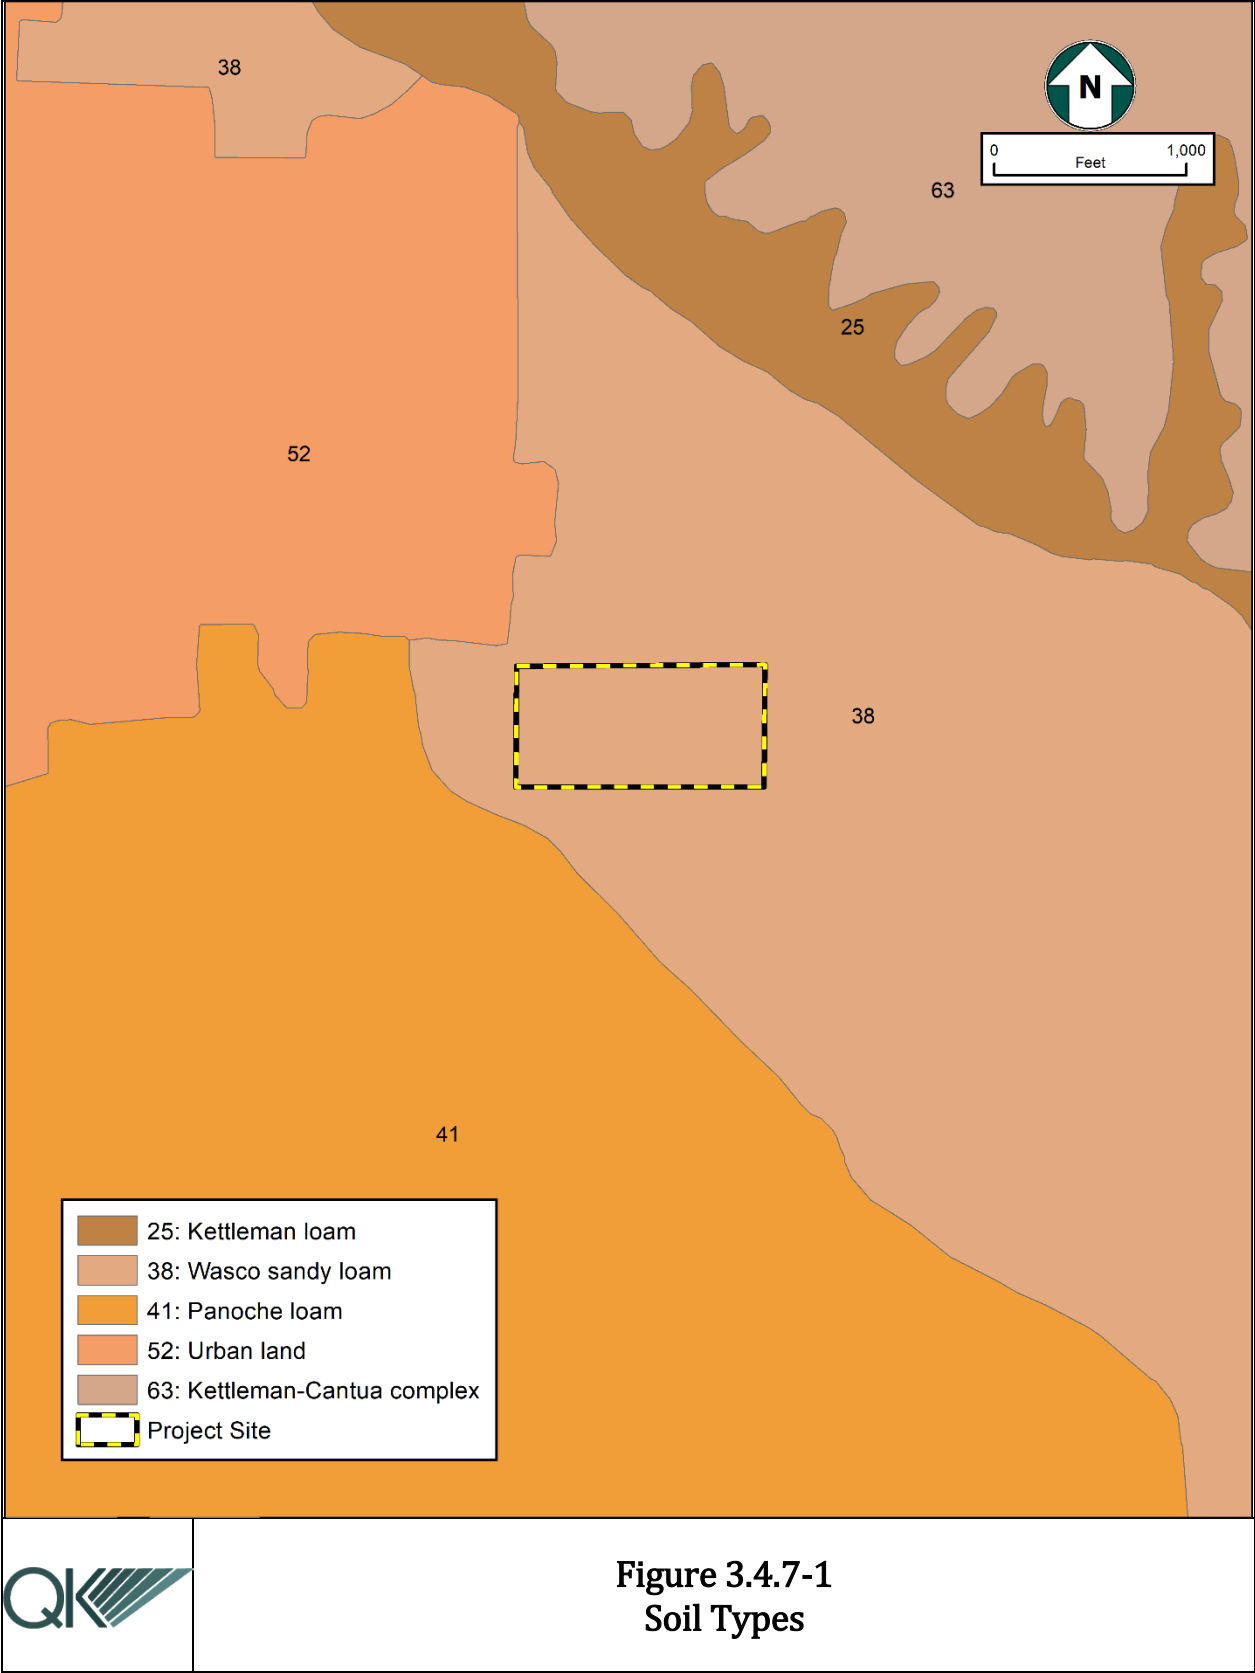 38
N
0 1,000
Feet
63
25
52
38
41
25: Kettleman loam
38: Wasco sandy loam
41: Panoche loam
52: Urban land
63: Kettleman-Cantua complex
Project Site
QK
Figure 3.4.7-1
Soil Types